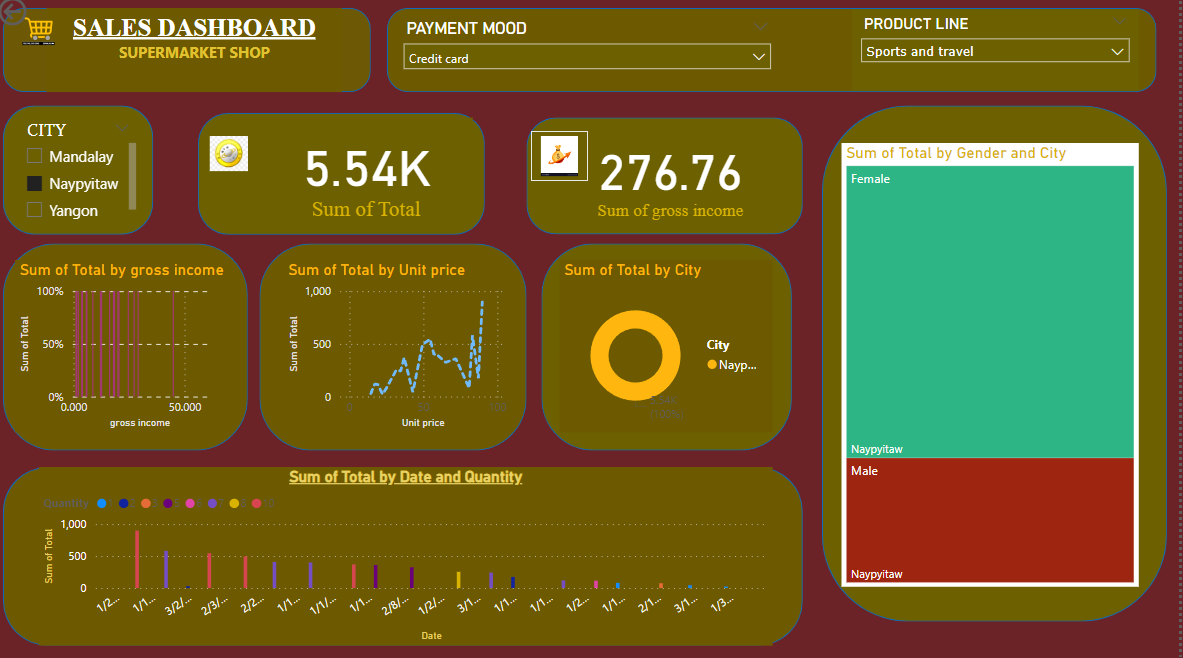 SALES DASHBOARD
SUPERMARKET SHOP
PAYMENT MOOD
Credit card
PRODUCT LINE
Sports and travel
CITY
Mandalay
Naypyitaw
Yangon
5.54K
Sum of Total
276.76
Sum of gross income
Sum of Total by Gender and City
Female
Naypyitaw
Male
Naypyitaw
Sum of Total by gross income
Sum of Total
100%
50%
0%
0.000
50.000
gross income
Sum of Total by Unit price
Sum of Total
1,000
500
0
0
50
100
Unit price
Sum of Total by City
City
Nayp...
5.54K
(100%)
Sum of Total by Date and Quantity
Quantity
Sum of Total
1,000
500
0
1/2...
1/1...
3/2/...
2/3/...
2/2...
1/1...
1/1/...
1/1...
2/8/...
1/2/...
3/1...
1/1...
1/1...
1/2...
1/1...
2/1...
3/1...
1/3...
Date